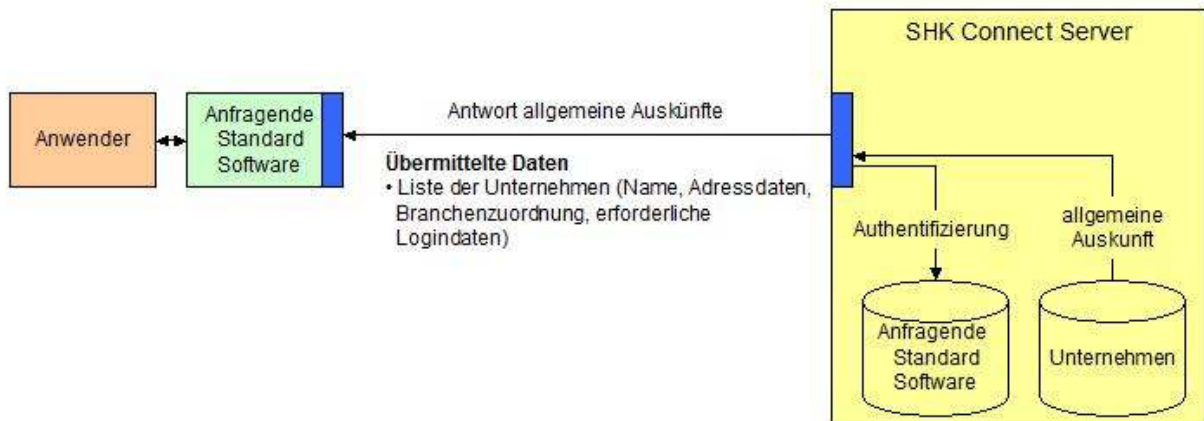 SHK Connect Server
Anwender
Anfragende
Standard
Software
Antwort allgemeine Auskünfte
Übermittelte Daten
• Liste der Unternehmen (Name, Adressdaten,
Branchenzuordnung, erforderliche
Logindaten)
Authentifizierung
allgemeine
Auskunft
Anfragende
Standard
Software
Unternehmen